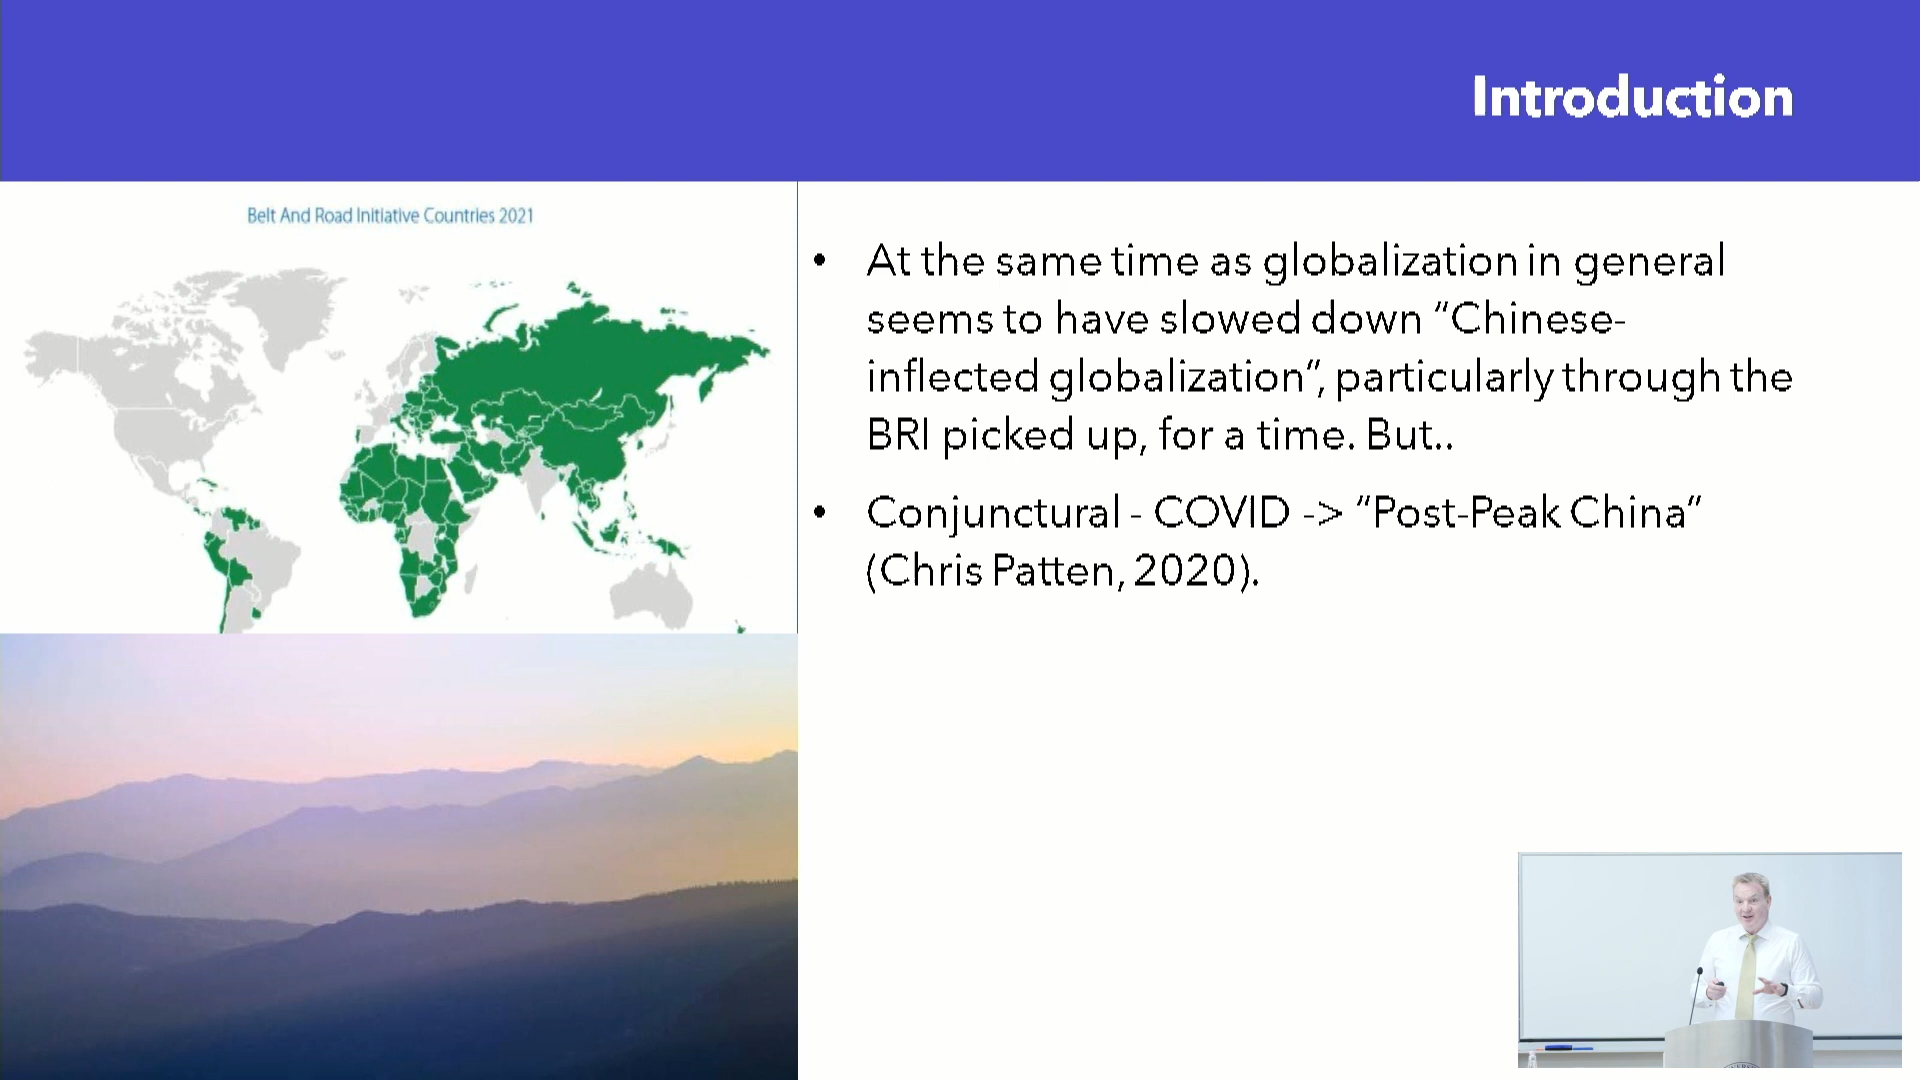 Introduction
Belt And Road Initiative Countries 2021
• At the same time as globalization in general
seems to have slowed down “Chinese-
inflected globalization”, particularly through the
BRI picked up, for a time. But..
• Conjunctural - COVID -> “Post-Peak China”
(Chris Patten, 2020).